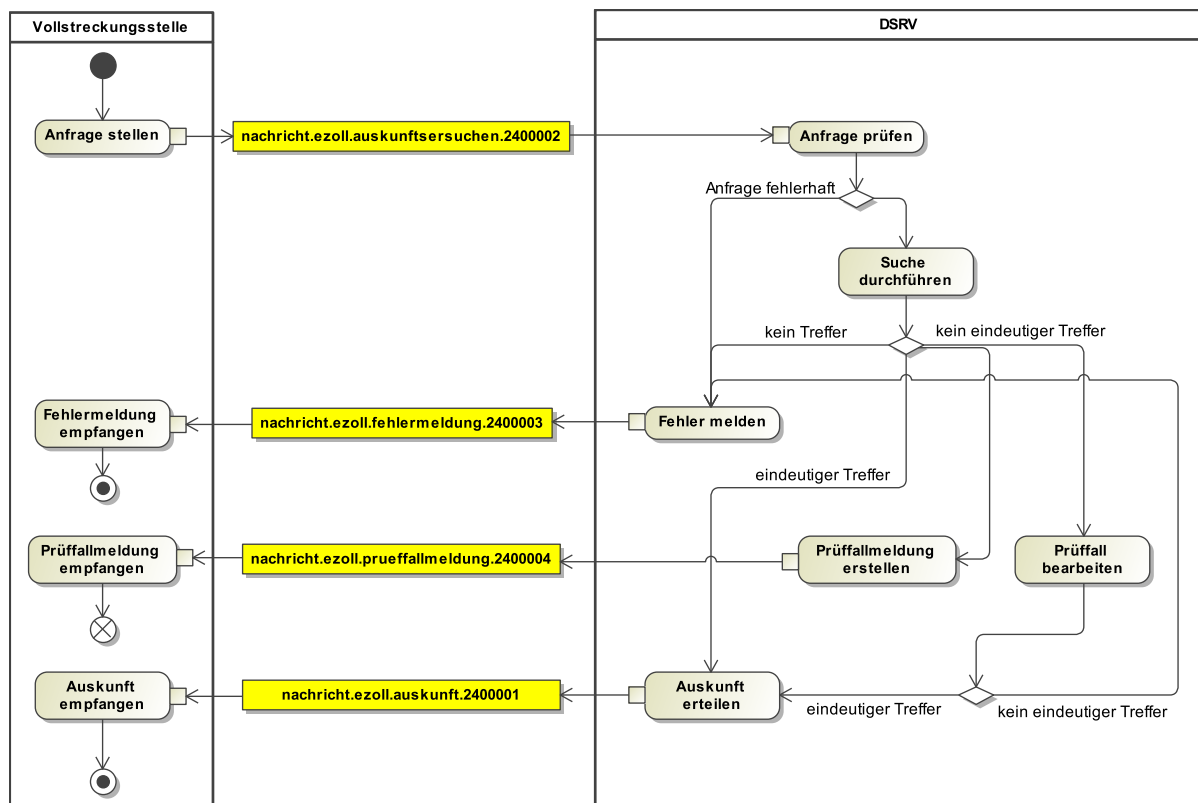 Vollstreckungsstelle
DSRV
Anfrage stellen
nachricht.ezoll.auskunftsersuchen.2400002
Anfrage prüfen
Anfrage fehlerhaft
Suche
durchführen
kein Treffer
kein eindeutiger Treffer
Fehlermeldung
empfangen
nachricht.ezoll.fehlermeldung.2400003
Fehler melden
eindeutiger Treffer
Prüffallmeldung
empfangen
nachricht.ezoll.prueffallmeldung.2400004
Prüffallmeldung
erstellen
Prüffall
bearbeiten
Auskunft
empfangen
nachricht.ezoll.auskunft.2400001
Auskunft
erteilen
eindeutiger Treffer
kein eindeutiger Treffer